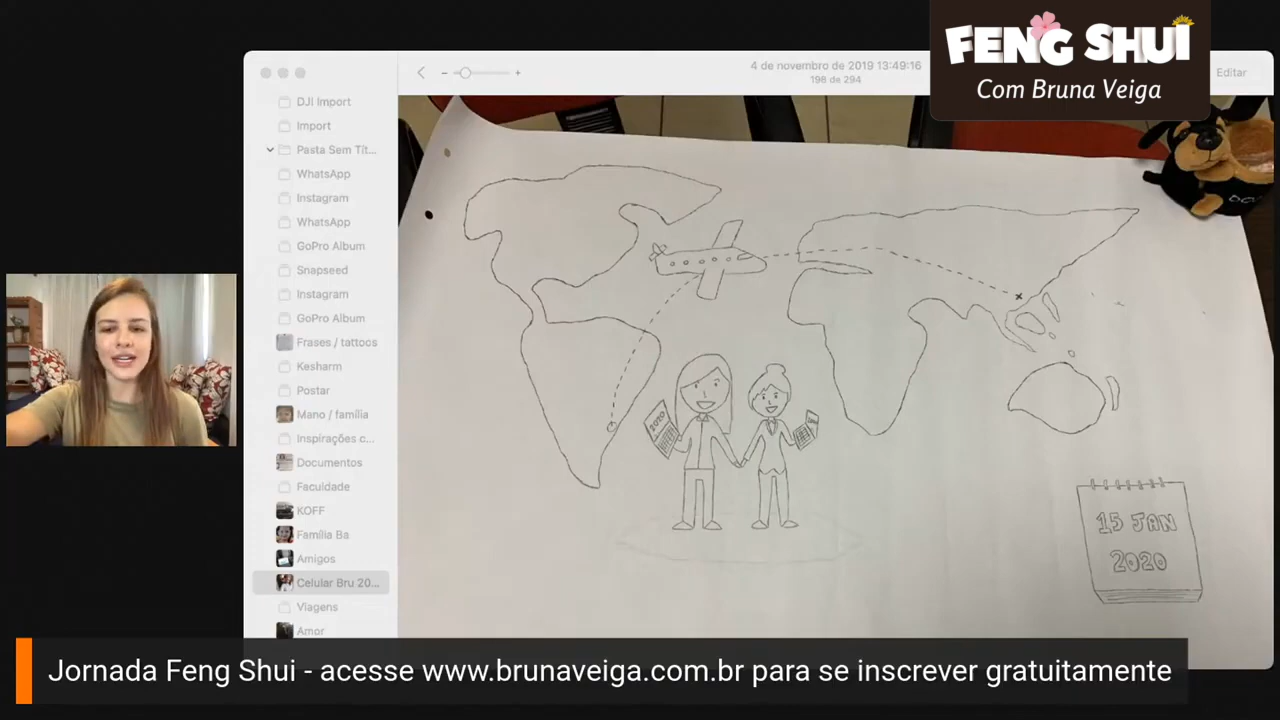 FENG SHUI
Com Bruna Veiga
4 de novembro de 2019 13:49:16
198 de 294
Editar
DJI Import
Import
Pasta Sem Tít...
WhatsApp
Instagram
WhatsApp
GoPro Album
Snapseed
Instagram
GoPro Album
Frases / tattoos
Kesharm
Postar
Mano / família
Inspirações c...
Documentos
Faculdade
KOFF
Família Ba
Amigos
Celular Bru 20...
Viagens
Amor
2020
15 JAN
2020
Jornada Feng Shui - acesse www.brunaveiga.com.br para se inscrever gratuitamente